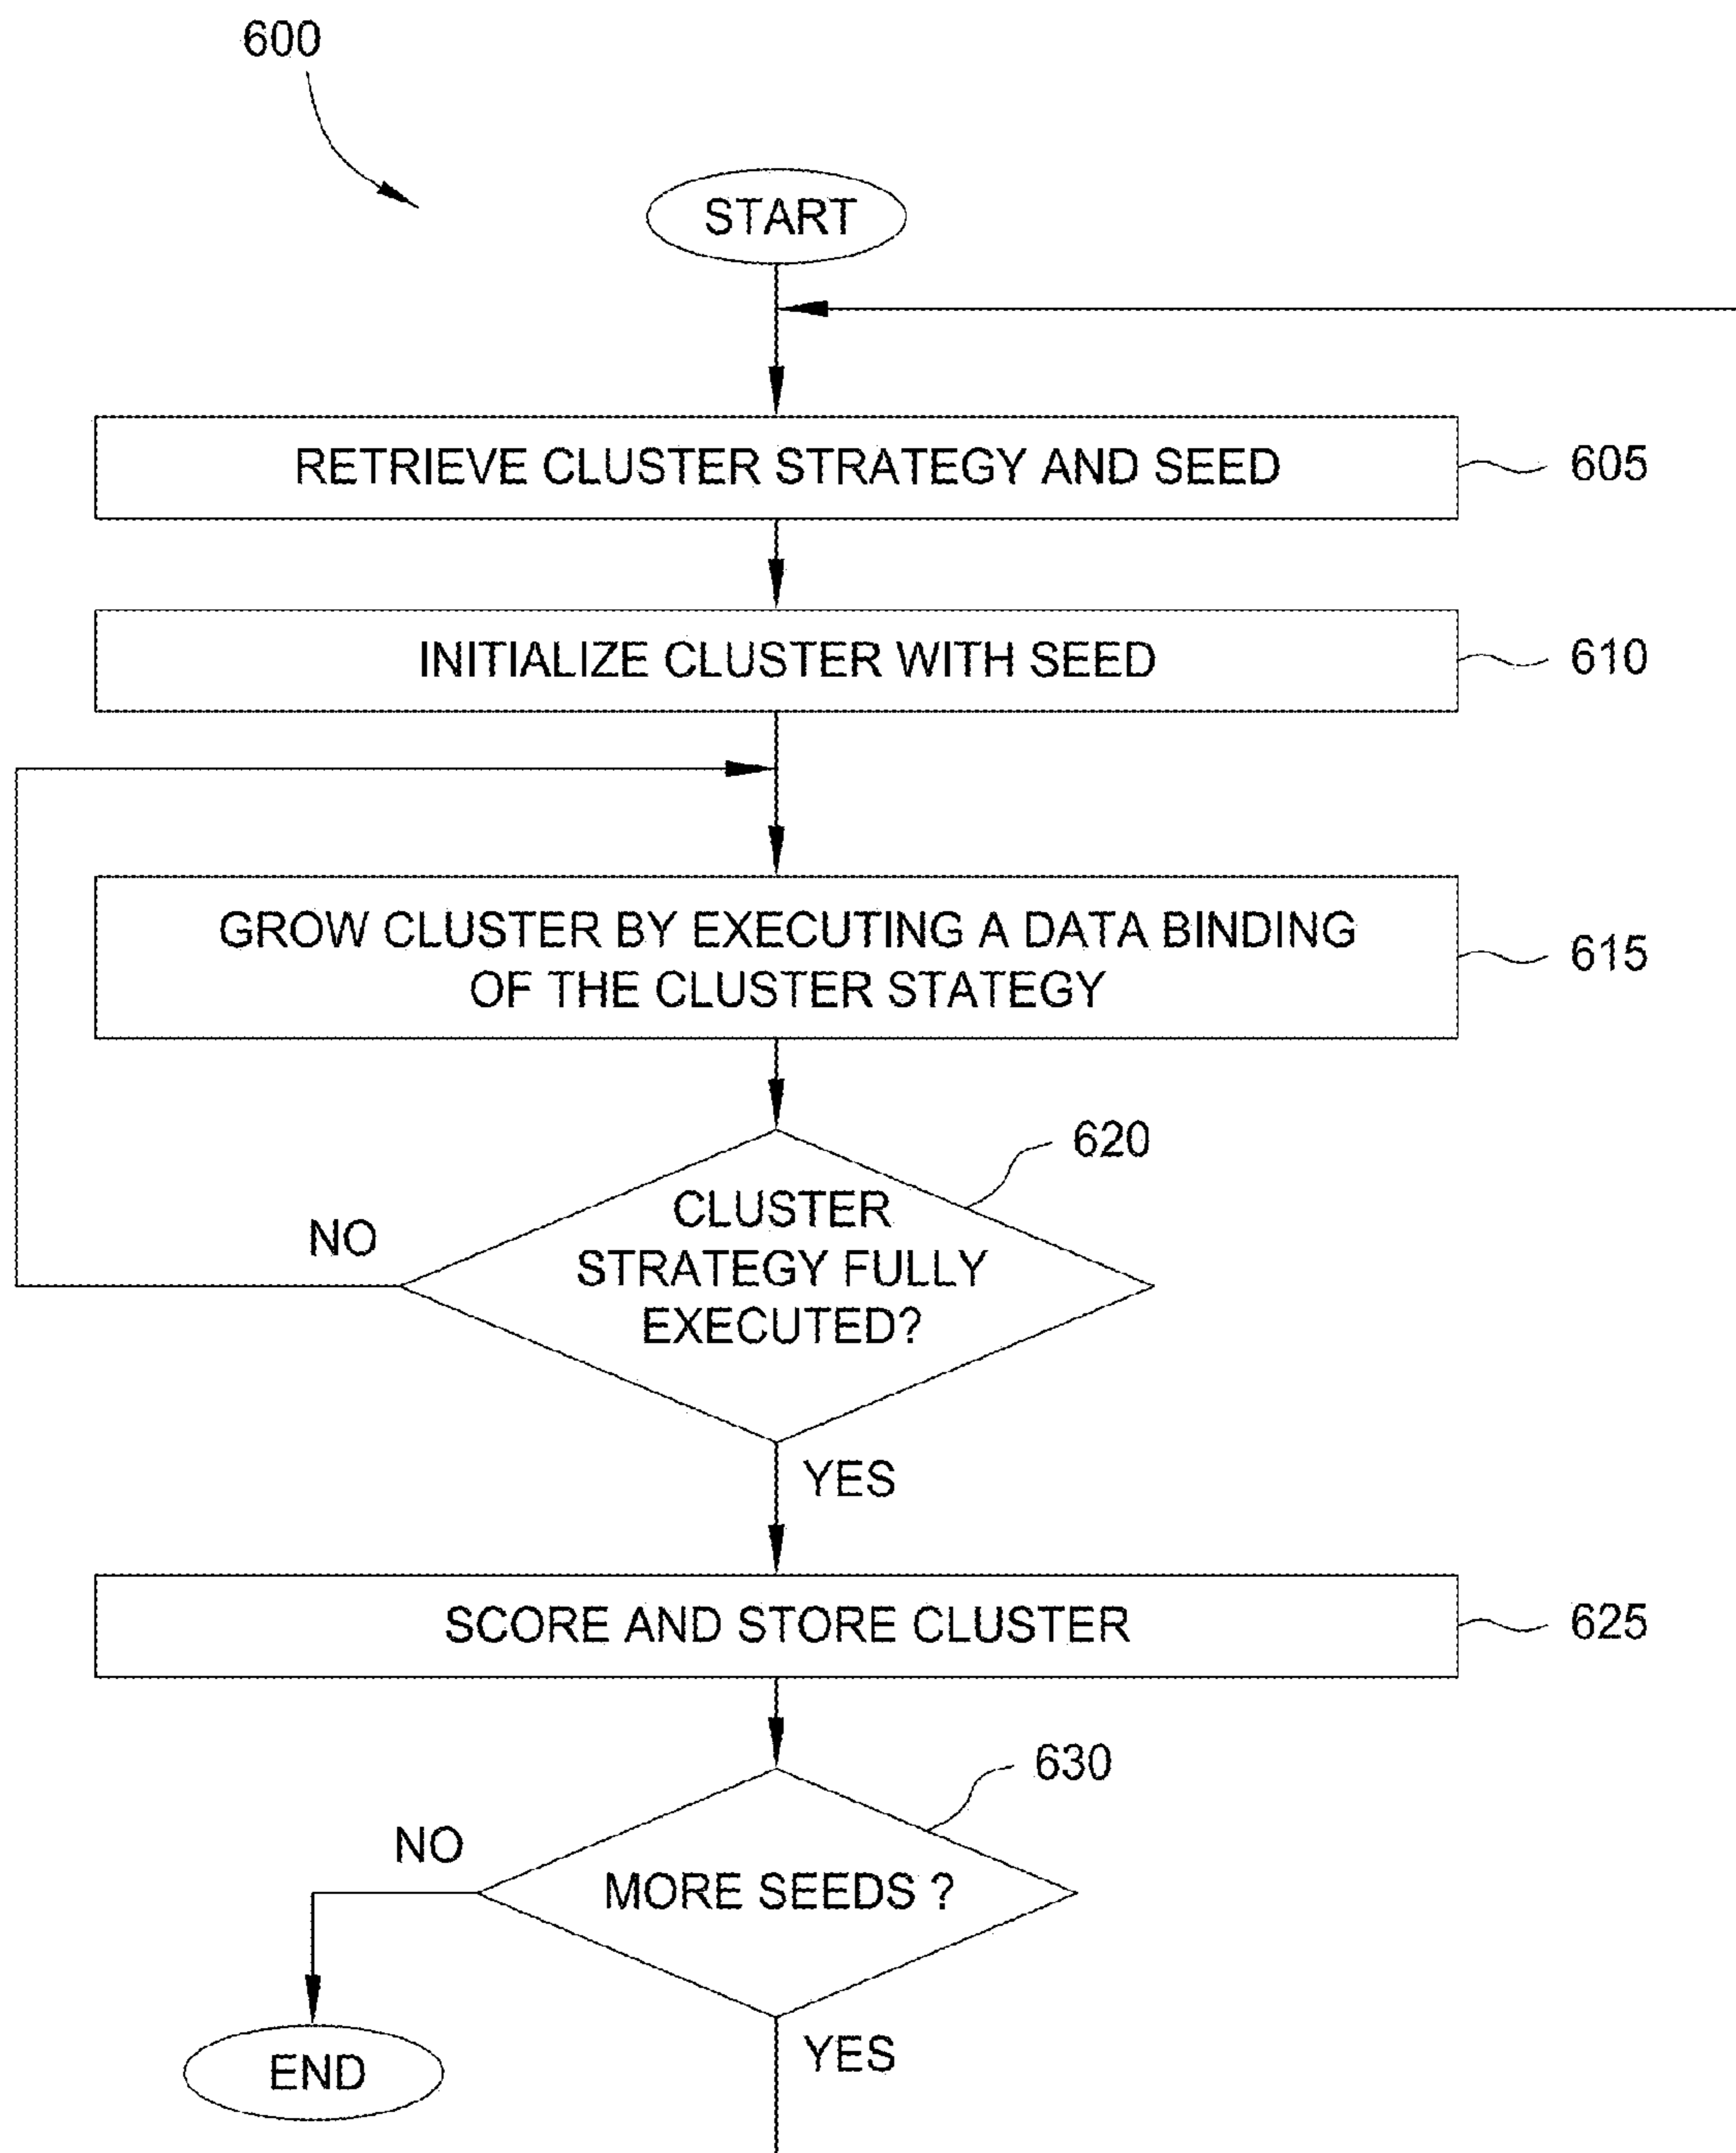 600
START
RETRIEVE CLUSTER STRATEGY AND SEED
605
INITIALIZE CLUSTER WITH SEED
610
GROW CLUSTER BY EXECUTING A DATA BINDING
OF THE CLUSTER STATEGY
615
620
CLUSTER
STRATEGY FULLY
EXECUTED?
NO
YES
SCORE AND STORE CLUSTER
625
630
NO
MORE SEEDS ?
YES
END